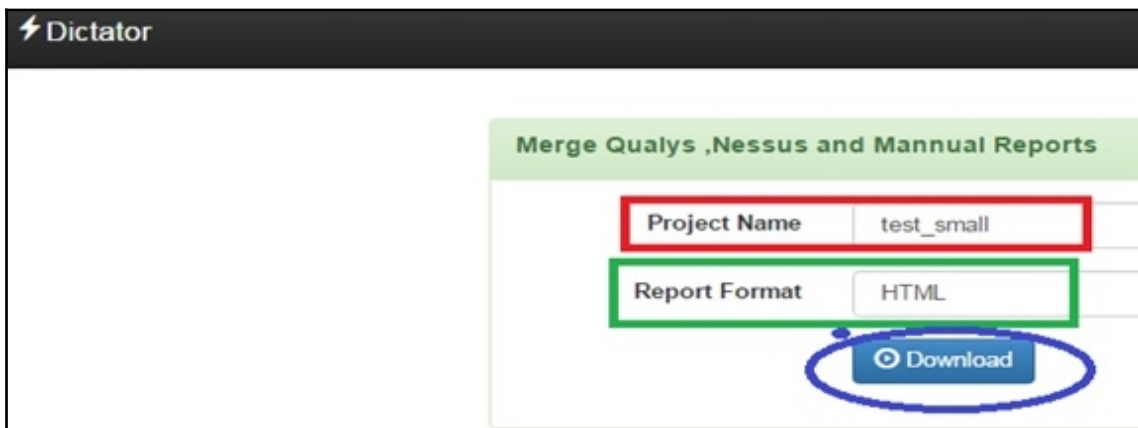 Dictator
Merge Qualys ,Nessus and Mannual Reports
Project Name test_small
Report Format HTML
Download